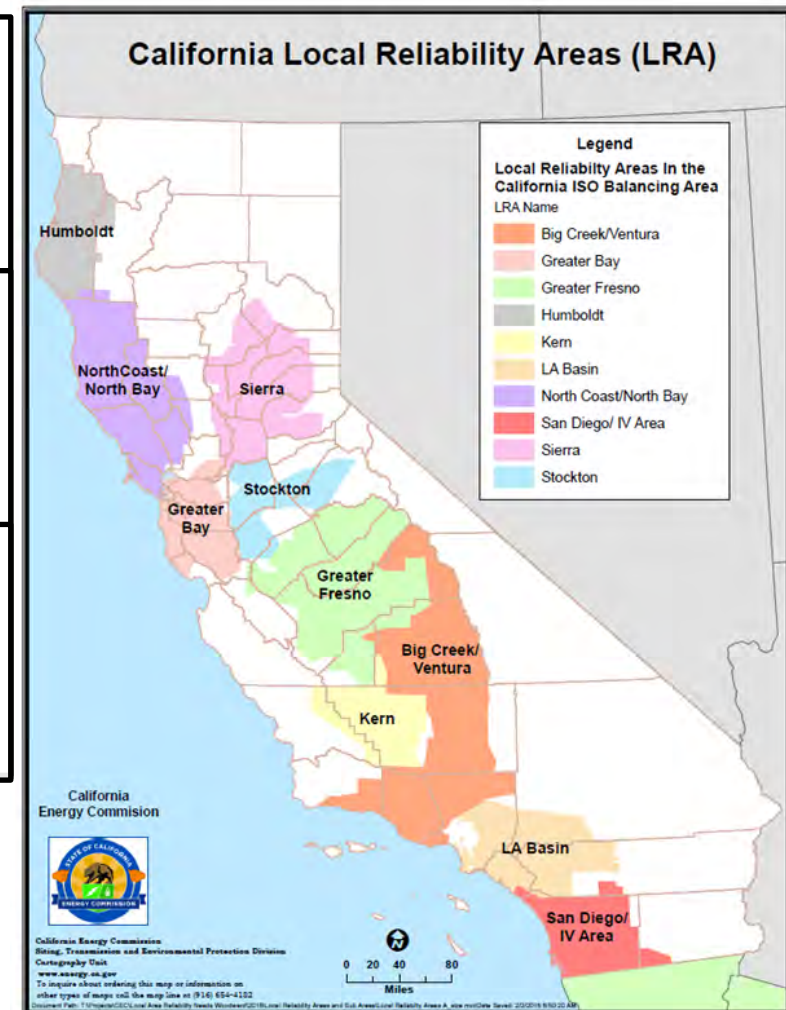 California Local Reliability Areas (LRA)
Legend
Local Reliabilty Areas In the
California ISO Balancing Area
LRA Name
Big Creek/Ventura
Greater Bay
Greater Fresno
Humboldt
Kern
LA Basin
North Coast/North Bay
San Diego/ IV Area
Sierra
Stockton
Humboldt
NorthCoast/
North Bay
Sierra
Stockton
Greater
Bay
Greater
Fresno
Big Creek/
Ventura
Kern
LA Basin
San Diego/
IV Area
California
Energy Commision
STATE OF CALIFORNIA
ENERGY COMMISSION
California Energy Commission
Siting, Transmission and Environmental Protection Division
Cartography Unit
www.energy.ca.gov
To inquire about ordering this map or information on
other types of maps call the map line at (916) 654-4182
N
0 20 40 80
Miles